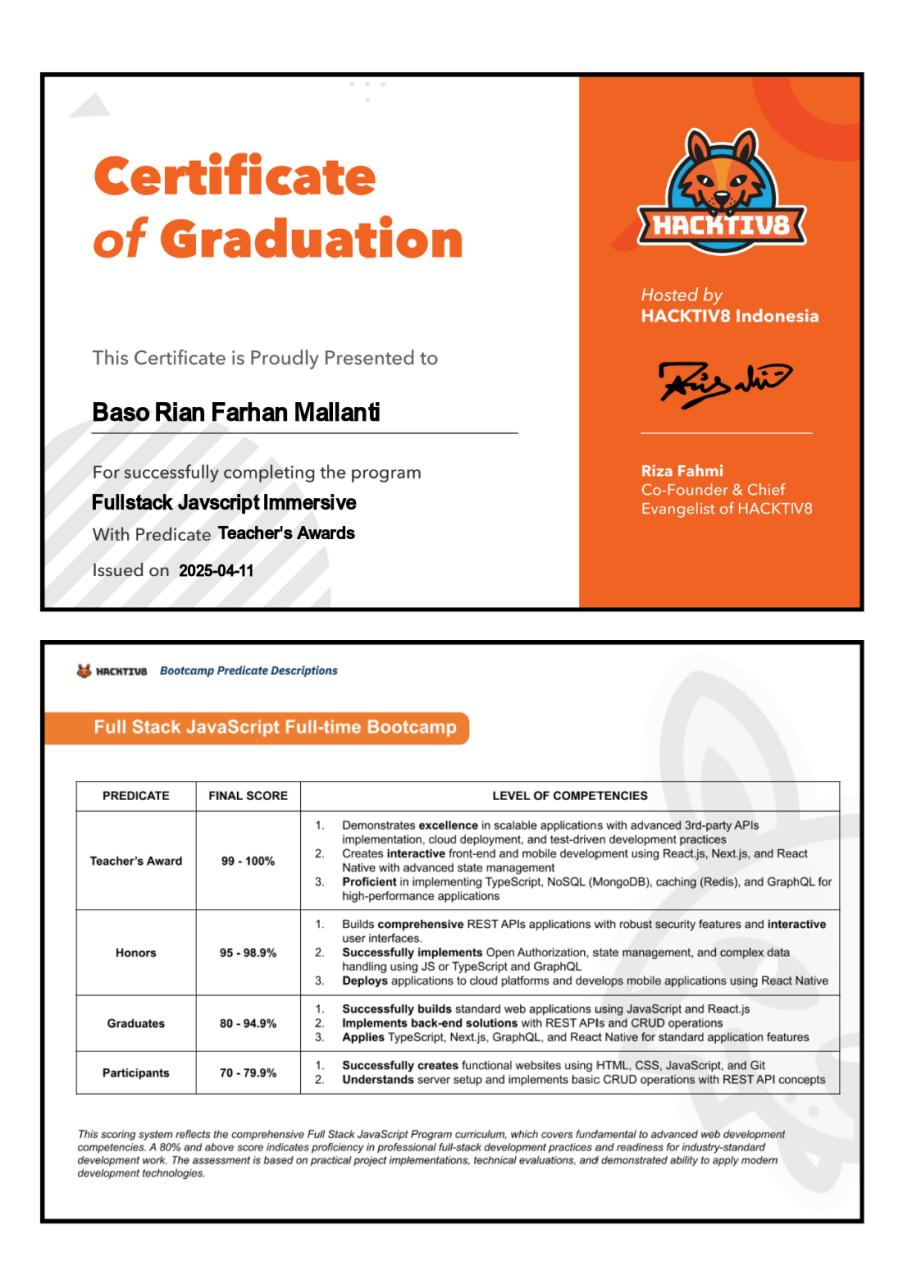 Certificate
of Graduation
This Certificate is Proudly Presented to
Baso Rian Farhan Mallanti
For successfully completing the program
Fullstack Javscript Immersive
With Predicate Teacher's Awards
Issued on 2025-04-11
HACKTIV8
Hosted by
HACKTIV8 Indonesia
Riza Fahmi
Co-Founder & Chief
Evangelist of HACKTIV8
HACKTIV8 Bootcamp Predicate Descriptions
Full Stack JavaScript Full-time Bootcamp
PREDICATE FINAL SCORE LEVEL OF COMPETENCIES
Teacher's Award 99 - 100%
1. Demonstrates excellence in scalable applications with advanced 3rd-party APIs
implementation, cloud deployment, and test-driven development practices
2. Creates interactive front-end and mobile development using React.js, Next.js, and React
Native with advanced state management
3. Proficient in implementing TypeScript, NoSQL (MongoDB), caching (Redis), and GraphQL for
high-performance applications
Honors 95 - 98.9%
1. Builds comprehensive REST APIs applications with robust security features and interactive
user interfaces.
2. Successfully implements Open Authorization, state management, and complex data
handling using JS or TypeScript and GraphQL
3. Deploys applications to cloud platforms and develops mobile applications using React Native
Graduates 80 - 94.9%
1. Successfully builds standard web applications using JavaScript and React.js
2. Implements back-end solutions with REST APIs and CRUD operations
3. Applies TypeScript, Next.js, GraphQL, and React Native for standard application features
Participants 70 - 79.9%
1. Successfully creates functional websites using HTML, CSS, JavaScript, and Git
2. Understands server setup and implements basic CRUD operations with REST API concepts
This scoring system reflects the comprehensive Full Stack JavaScript Program curriculum, which covers fundamental to advanced web development
competencies. A 80% and above score indicates proficiency in professional full-stack development practices and readiness for industry-standard
development work. The assessment is based on practical project implementations, technical evaluations, and demonstrated ability to apply modern
development technologies.